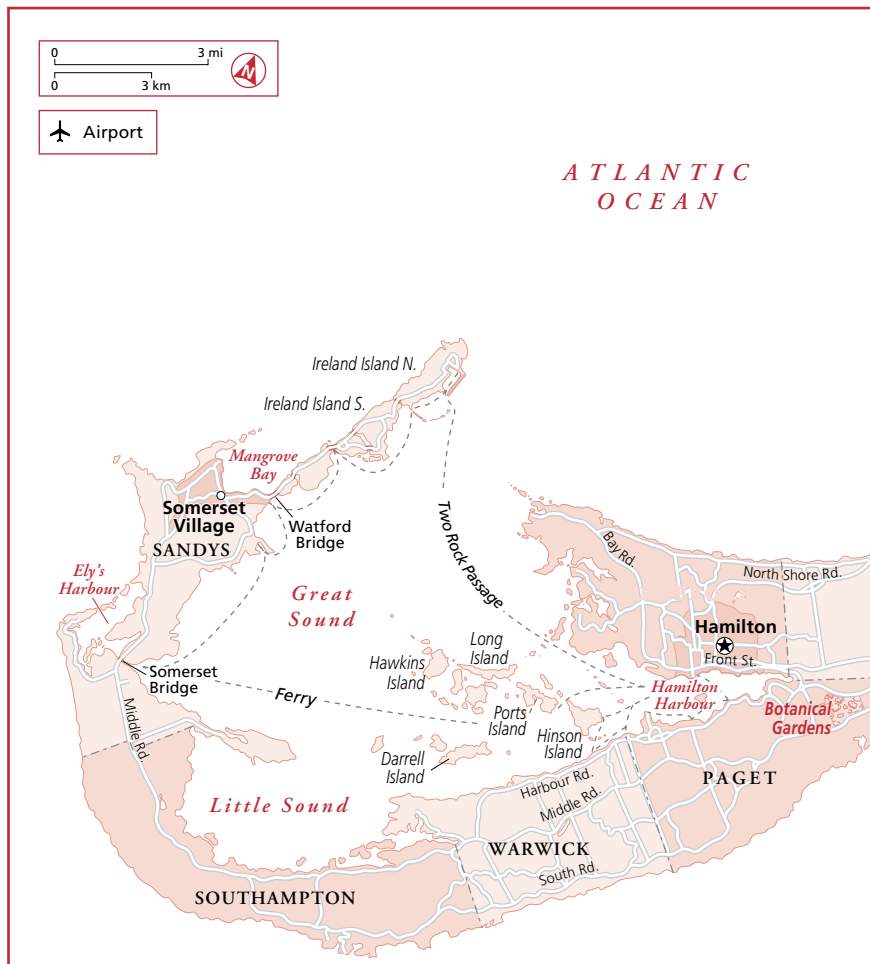 0 3 mi
0 3 km
N
Airport
ATLANTIC
OCEAN
Ireland Island N.
Ireland Island S.
Mangrove
Bay
Somerset
Village
SANDYS
Watford
Bridge
Two Rock Passage
Bay Rd.
North Shore Rd.
Ely's
Harbour
Great
Sound
Hamilton
Front St.
Long
Island
Hawkins
Island
Somerset
Bridge
Ferry
Ports
Island
Hinson
Island
Hamilton
Harbour
Botanical
Gardens
Middle Rd.
Darrell
Island
Little Sound
Harbour Rd.
Middle Rd.
PAGET
WARWICK
South Rd.
SOUTHAMPTON